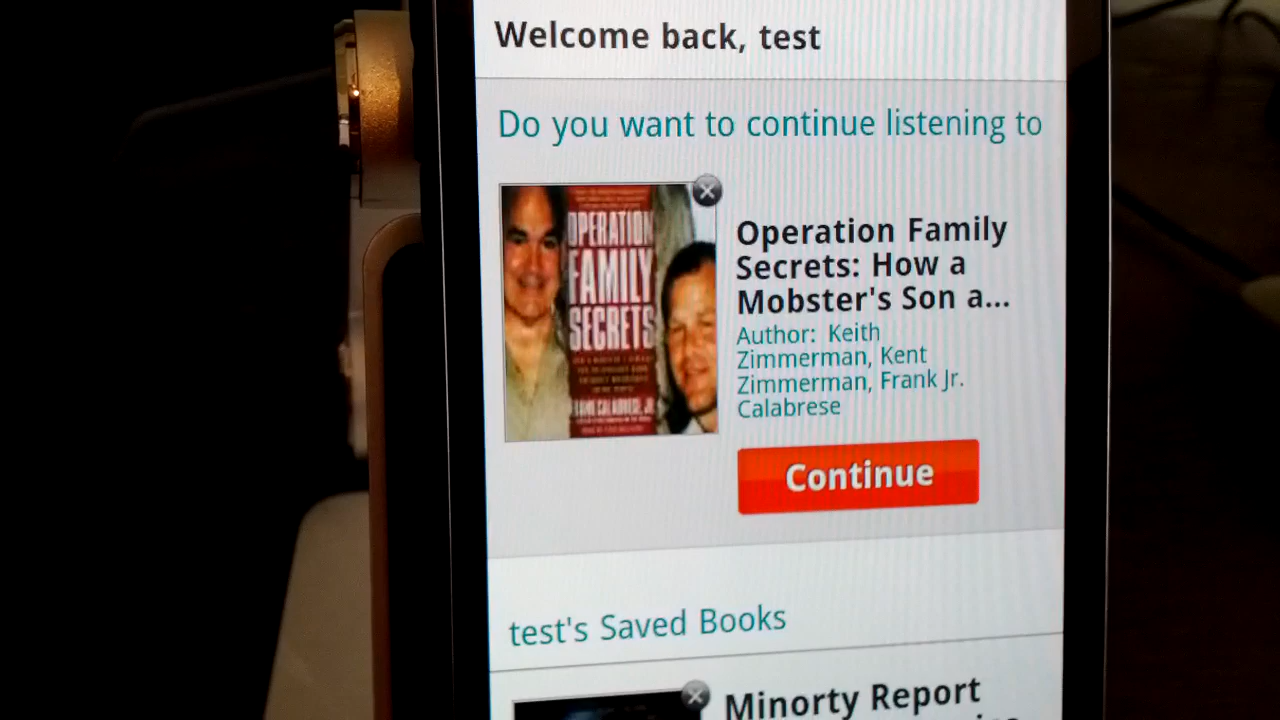 Welcome back, test
Do you want to continue listening to
OPERATION
FAMILY
SECRETS
Operation Family
Secrets: How a
Mobster's Son a...
Author: Keith
Zimmerman, Kent
Zimmerman, Frank Jr.
Calabrese
Continue
test's Saved Books
Minorty Report